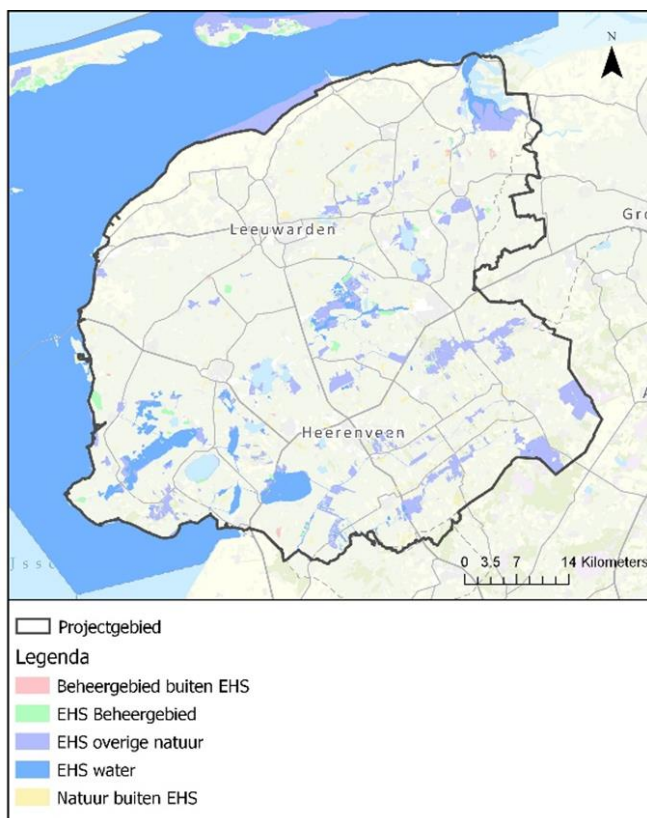 N
Leeuwarden
Gro
A
Heerenveen
Jss
0 3.5 7 14 Kilometers
Projectgebied
Legenda
Beheergebied buiten EHS
EHS Beheergebied
EHS overige natuur
EHS water
Natuur buiten EHS